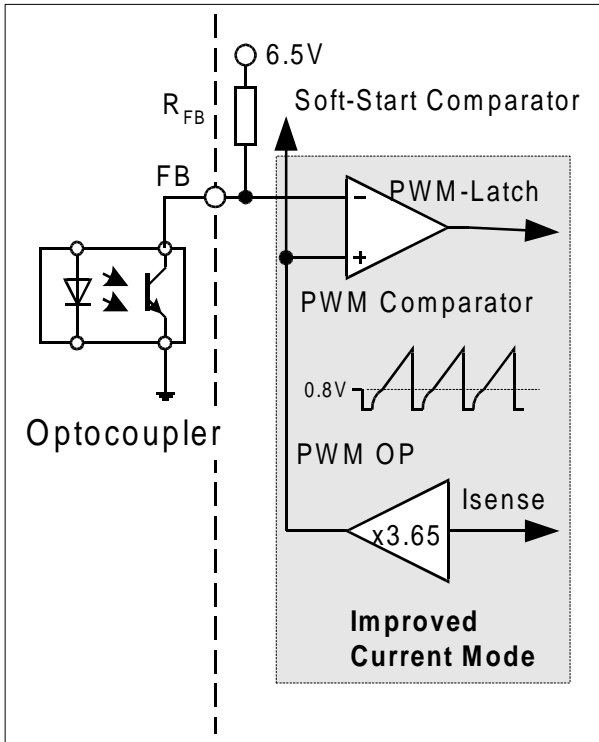 6.5V
R FB
Soft-Start Comparator
FB
PWM-Latch
PWM Comparator
0.8V
Optocoupler
PWM OP
Isense
x3.65
Improved
Current Mode